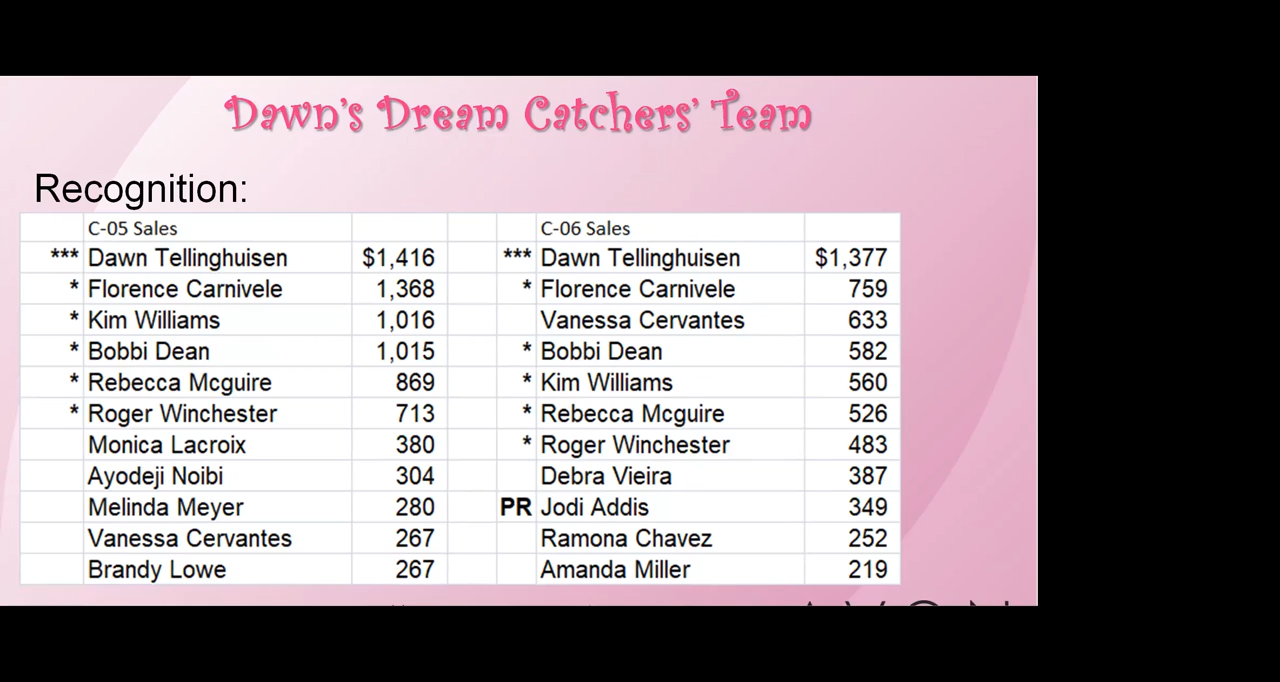 Dawn's Dream Catchers' Team
Recognition:
C-05 Sales C-06 Sales
*** Dawn Tellinghuisen $1,416 *** Dawn Tellinghuisen $1,377
* Florence Carnivele 1,368 * Florence Carnivele 759
* Kim Williams 1,016 Vanessa Cervantes 633
* Bobbi Dean 1,015 * Bobbi Dean 582
* Rebecca Mcguire 869 * Kim Williams 560
* Roger Winchester 713 * Rebecca Mcguire 526
Monica Lacroix 380 * Roger Winchester 483
Ayodeji Noibi 304 Debra Vieira 387
Melinda Meyer 280 PR Jodi Addis 349
Vanessa Cervantes 267 Ramona Chavez 252
Brandy Lowe 267 Amanda Miller 219